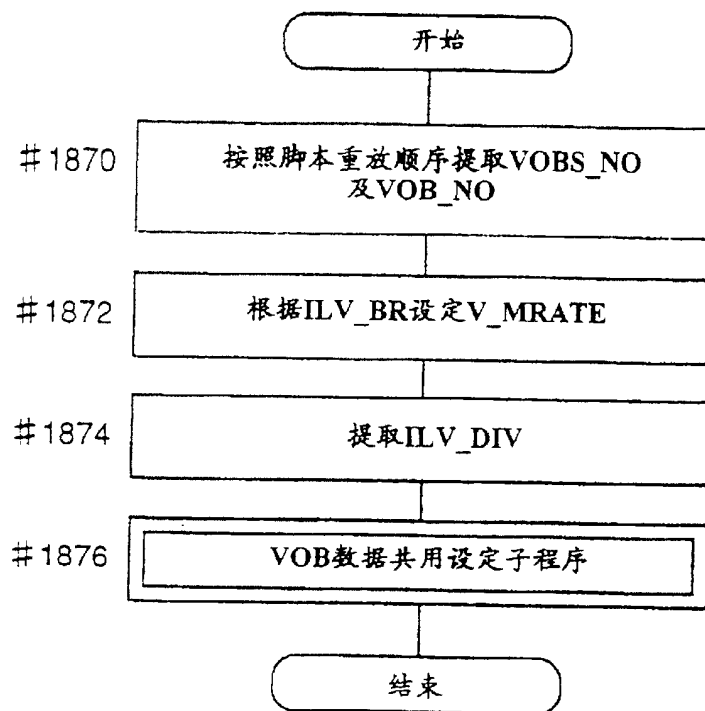 开始
#1870
按照脚本重放顺序提取VOBS_NO
及VOB_NO
#1872
根据ILV_BR设定V_MRATE
#1874
提取ILV_DIV
#1876
VOB数据共用设定子程序
结束